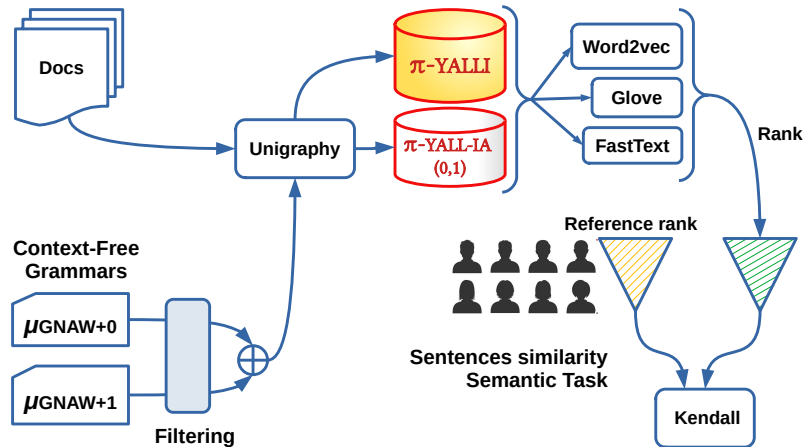 Docs
Unigraphy
π-YALLI
π-YALL-IA
(0,1)
Word2vec
Glove
FastText
Rank
Reference rank
Context-Free
Grammars
μGNAW+0
μGNAW+1
Filtering
Sentences similarity
Semantic Task
Kendall